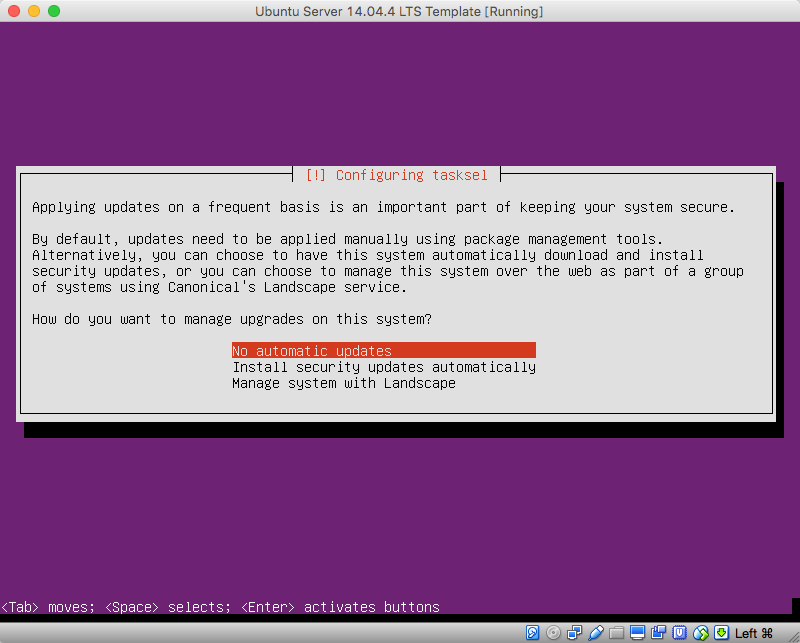 Ubuntu Server 14.04.4 LTS Template [Running]
[!] Configuring tasksel
Applying updates on a frequent basis is an important part of keeping your system secure.
By default, updates need to be applied manually using package management tools.
Alternatively, you can choose to have this system automatically download and install
security updates, or you can choose to manage this system over the web as part of a group
of systems using Canonical's Landscape service.
How do you want to manage upgrades on this system?
No automatic updates
Install security updates automatically
Manage system with Landscape
<Tab> moves; <Space> selects; <Enter> activates buttons
Left ⌘